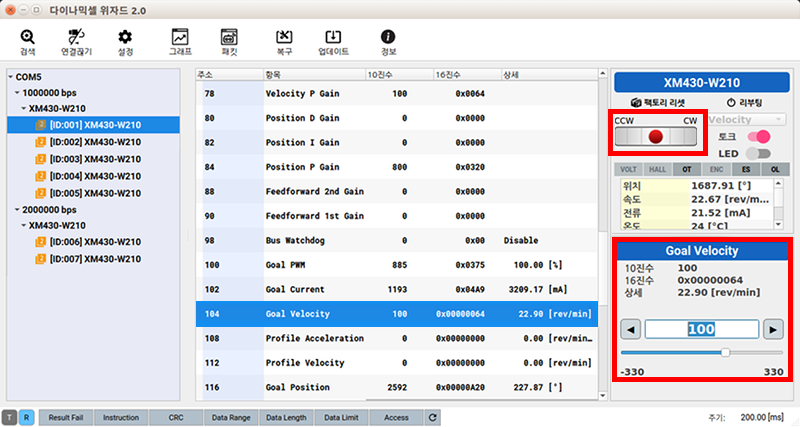 다이나믹셀 위자드 2.0
검색 연결끊기 설정 그래프 패킷 복구 업데이트 정보
COM5
1000000 bps
XM430-W210
[ID:001] XM430-W210
[ID:002] XM430-W210
[ID:003] XM430-W210
[ID:004] XM430-W210
[ID:005] XM430-W210
2000000 bps
XM430-W210
[ID:006] XM430-W210
[ID:007] XM430-W210
주소 항목 10진수 16진수 상세
78 Velocity P Gain 100 0x0064
80 Position D Gain 0 0x0000
82 Position I Gain 0 0x0000
84 Position P Gain 800 0x0320
88 Feedforward 2nd Gain 0 0x0000
90 Feedforward 1st Gain 0 0x0000
98 Bus Watchdog 0 0x00 Disable
100 Goal PWM 885 0x0375 100.00 [%]
102 Goal Current 1193 0x04A9 3209.17 [mA]
104 Goal Velocity 100 0x00000064 22.90 [rev/min]
108 Profile Acceleration 0 0x00000000 0.00 [rev/min...
112 Profile Velocity 0 0x00000000 0.00 [rev/min]
116 Goal Position 2592 0x00000A20 227.87 [°]
XM430-W210
팩토리 리셋 리부팅
CCW CW Velocity
토크
LED
VOLT HALL OT ENC ES OL
위치 1687.91 [°]
속도 22.67 [rev/m...
전류 21.52 [mA]
온도 24 [°C]
Goal Velocity
10진수 100
16진수 0x00000064
상세 22.90 [rev/min]
100
-330 330
T R Result Fail Instruction CRC Data Range Data Length Data Limit Access 주기: 200.00 [ms]